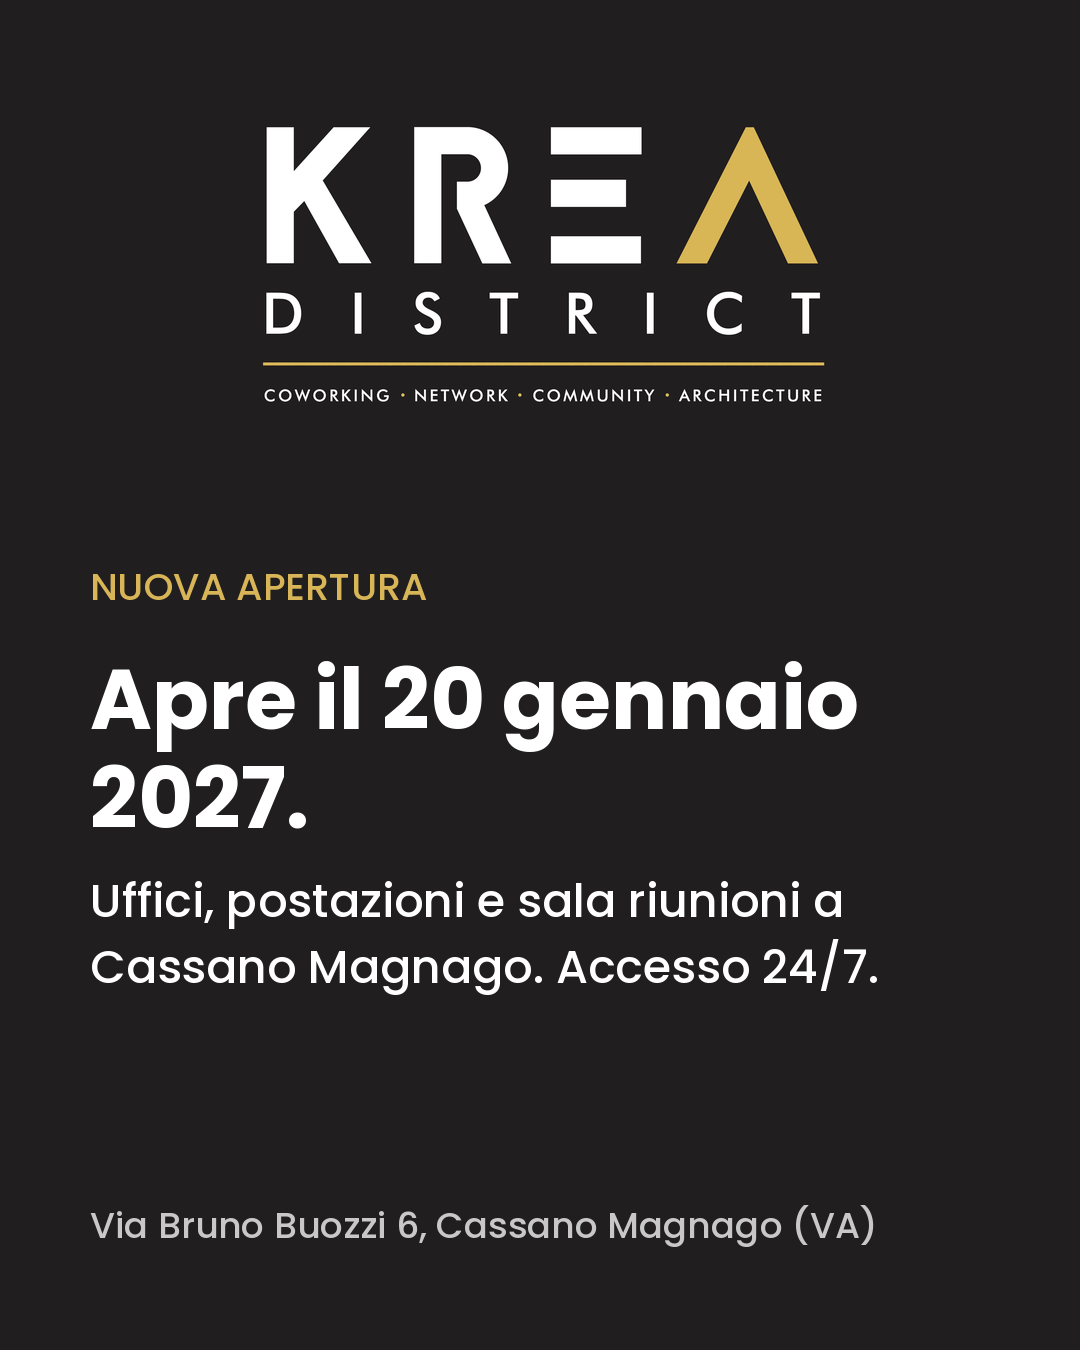 KREA
DISTRICT
COWORKING · NETWORK · COMMUNITY · ARCHITECTURE
NUOVA APERTURA
Apre il 20 gennaio
2027.
Uffici, postazioni e sala riunioni a
Cassano Magnago. Accesso 24/7.
Via Bruno Buozzi 6, Cassano Magnago (VA)